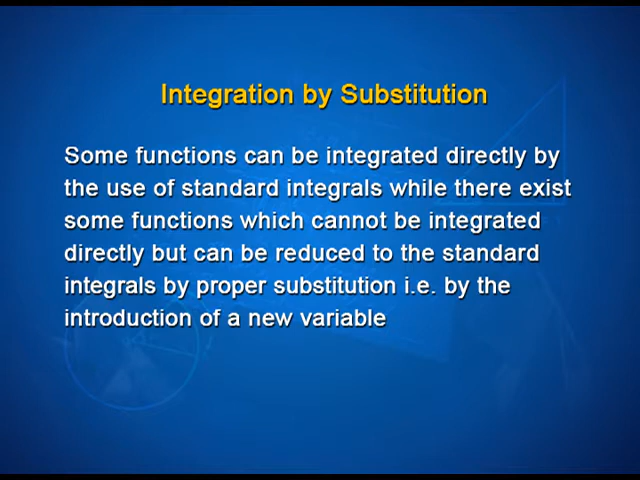 Integration by Substitution
Some functions can be integrated directly by
the use of standard integrals while there exist
some functions which cannot be integrated
directly but can be reduced to the standard
integrals by proper substitution i.e. by the
introduction of a new variable